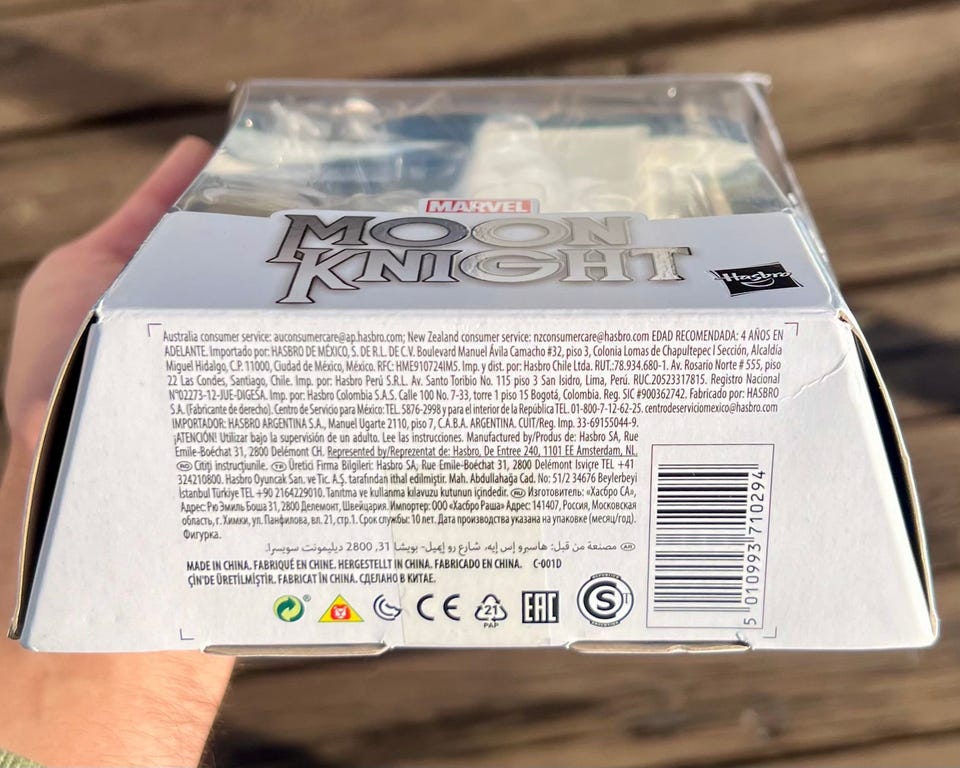 MARVEL
MOON
KNIGHT
Hasbro
Australia consumer service: auconsumercare@ap.hasbro.com; New Zealand consumer service: nzconsumercare@hasbro.com EDAD RECOMENDADA: 4 AÑOS EN
ADELANTE. Importado por: HASBRO DE MÉXICO, S. DE R.L. DE C.V. Boulevard Manuel Ávila Camacho #32, piso 3, Colonia Lomas de Chapultepec I Sección, Alcaldía
Miguel Hidalgo, C.P. 11000, Ciudad de México, México. RFC: HME910724IM5. Imp. y dist. por: Hasbro Chile Ltda. RUT.:78.934.680-1. Av. Rosario Norte # 555, piso
22 Las Condes, Santiago, Chile. Imp. por: Hasbro Perú S.R.L. Av. Santo Toribio No. 115 piso 3 San Isidro, Lima, Perú. RUC.20523317815. Registro Nacional
N°02273-12-JUE-DIGESA. Imp. por: Hasbro Colombia S.A.S. Calle 100 No. 7-33, torre 1 piso 15 Bogotá, Colombia. Reg. SIC #900362742. Fabricado por: HASBRO
S.A. (Fabricante de derecho). Centro de Servicio para México: TEL. 5876-2998 y para el interior de la República TEL. 01-800-7-12-62-25. centrodeserviciomexico@hasbro.com
IMPORTADOR: HASBRO ARGENTINA S.A., Manuel Ugarte 2110, piso 7, C.A.B.A. ARGENTINA. CUIT/Reg. Imp. 33-69155044-9.
¡ATENCIÓN! Utilizar bajo la supervisión de un adulto. Lee las instrucciones. Manufactured by/Produs de: Hasbro SA, Rue
Emile-Boéchat 31, 2800 Delémont CH. Represented by/Reprezentat de: Hasbro, De Entree 240, 1101 EE Amsterdam, NL.
RO Citiți instrucțiunile. TR Üretici Firma Bilgileri: Hasbro SA, Rue Emile-Boéchat 31, 2800 Delémont İsviçre TEL +41
324210800. Hasbro Oyuncak San. ve Tic. A.Ş. tarafından ithal edilmiştir. Mah. Abdullahağa Cad. No: 51/2 34676 Beylerbeyi
İstanbul Türkiye TEL +90 2164229010. Tanıtma ve kullanma kılavuzu kutunun içindedir. RU Изготовитель: «Хасбро СА»,
Адрес: Рю Эмиль Боша 31, 2800 Делемонт, Швейцария. Импортер: ООО «Хасбро Раша» Адрес: 141407, Россия, Московская
область, г. Химки, ул. Панфилова, вл. 21, стр.1. Срок службы: 10 лет. Дата производства указана на упаковке (месяц/год).
Фигурка.
AR مصنعة من قبل: هاسبرو إس إيه، شارع رو إيميل- بويشا 31, 2800 ديليمونت سويسرا.
MADE IN CHINA. FABRIQUÉ EN CHINE. HERGESTELLT IN CHINA. FABRICADO EN CHINA. C-001D
ÇİN'DE ÜRETİLMİŞTİR. FABRICAT ÎN CHINA. СДЕЛАНО В КИТАЕ.
CE
21
PAP
EAC
S
5 010993 710294